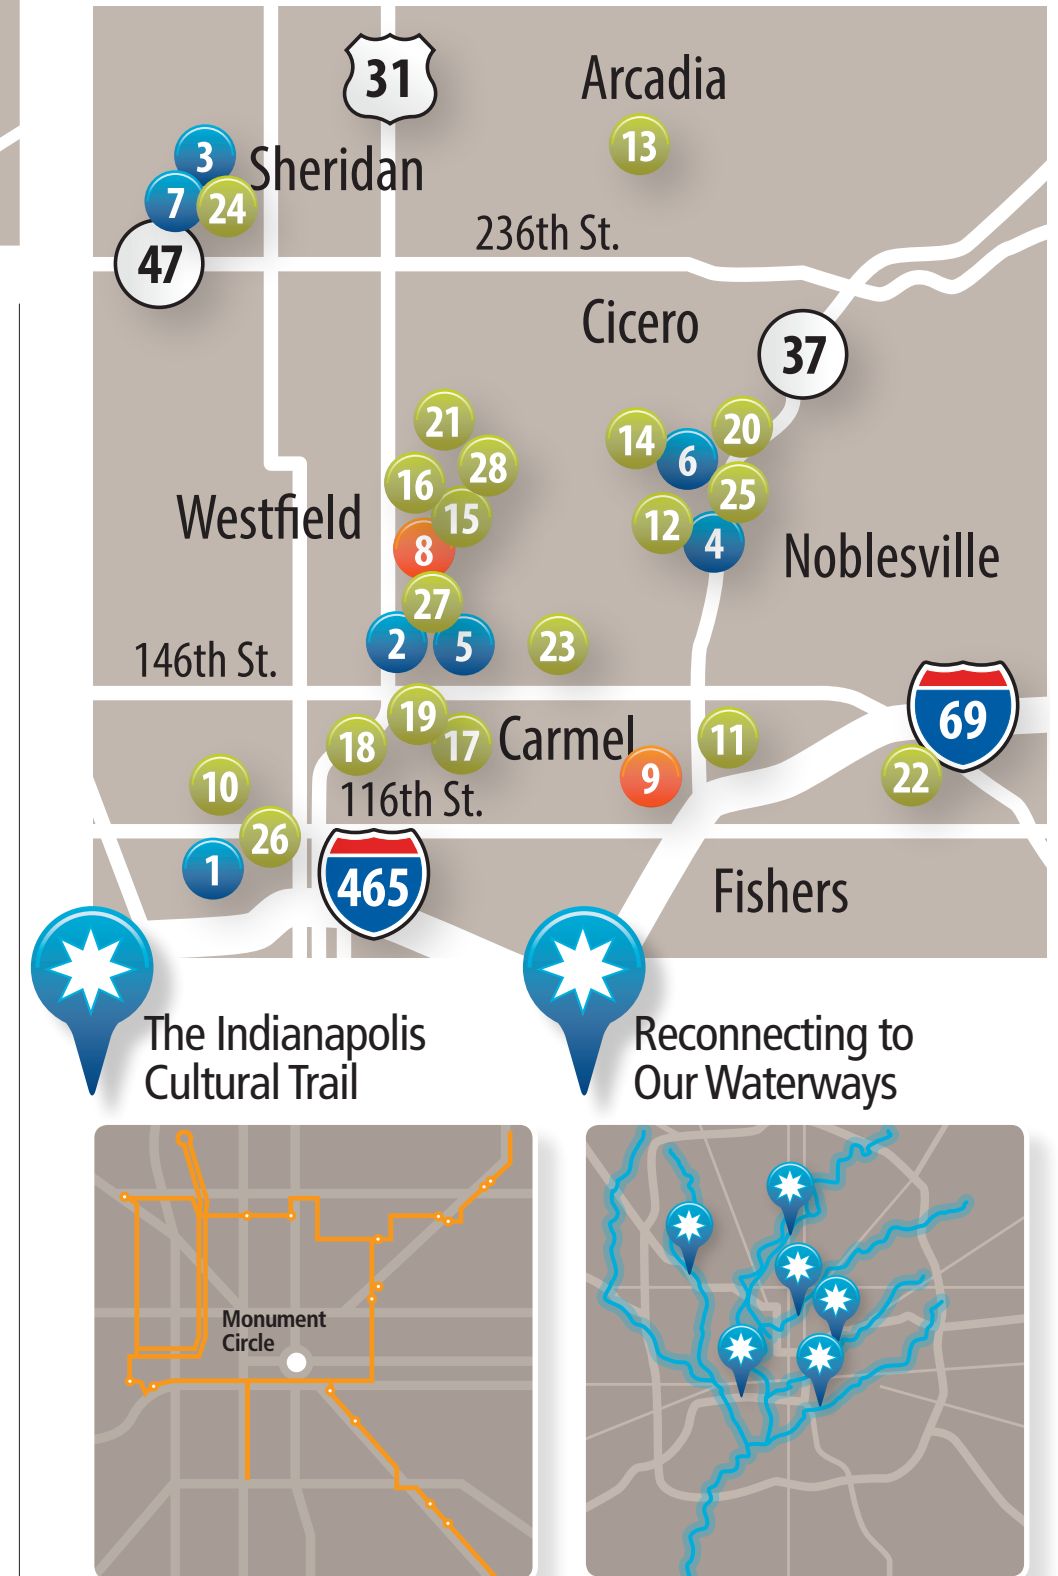 31
Arcadia
13
3
Sheridan
7
24
236th St.
47
Cicero
37
21
14
20
6
28
16
25
Westfield
15
12
8
4
Noblesville
27
2
5
23
146th St.
19
69
18
17
Carmel
11
9
22
10
116th St.
26
1
465
Fishers
The Indianapolis
Cultural Trail
Reconnecting to
Our Waterways
Monument
Circle